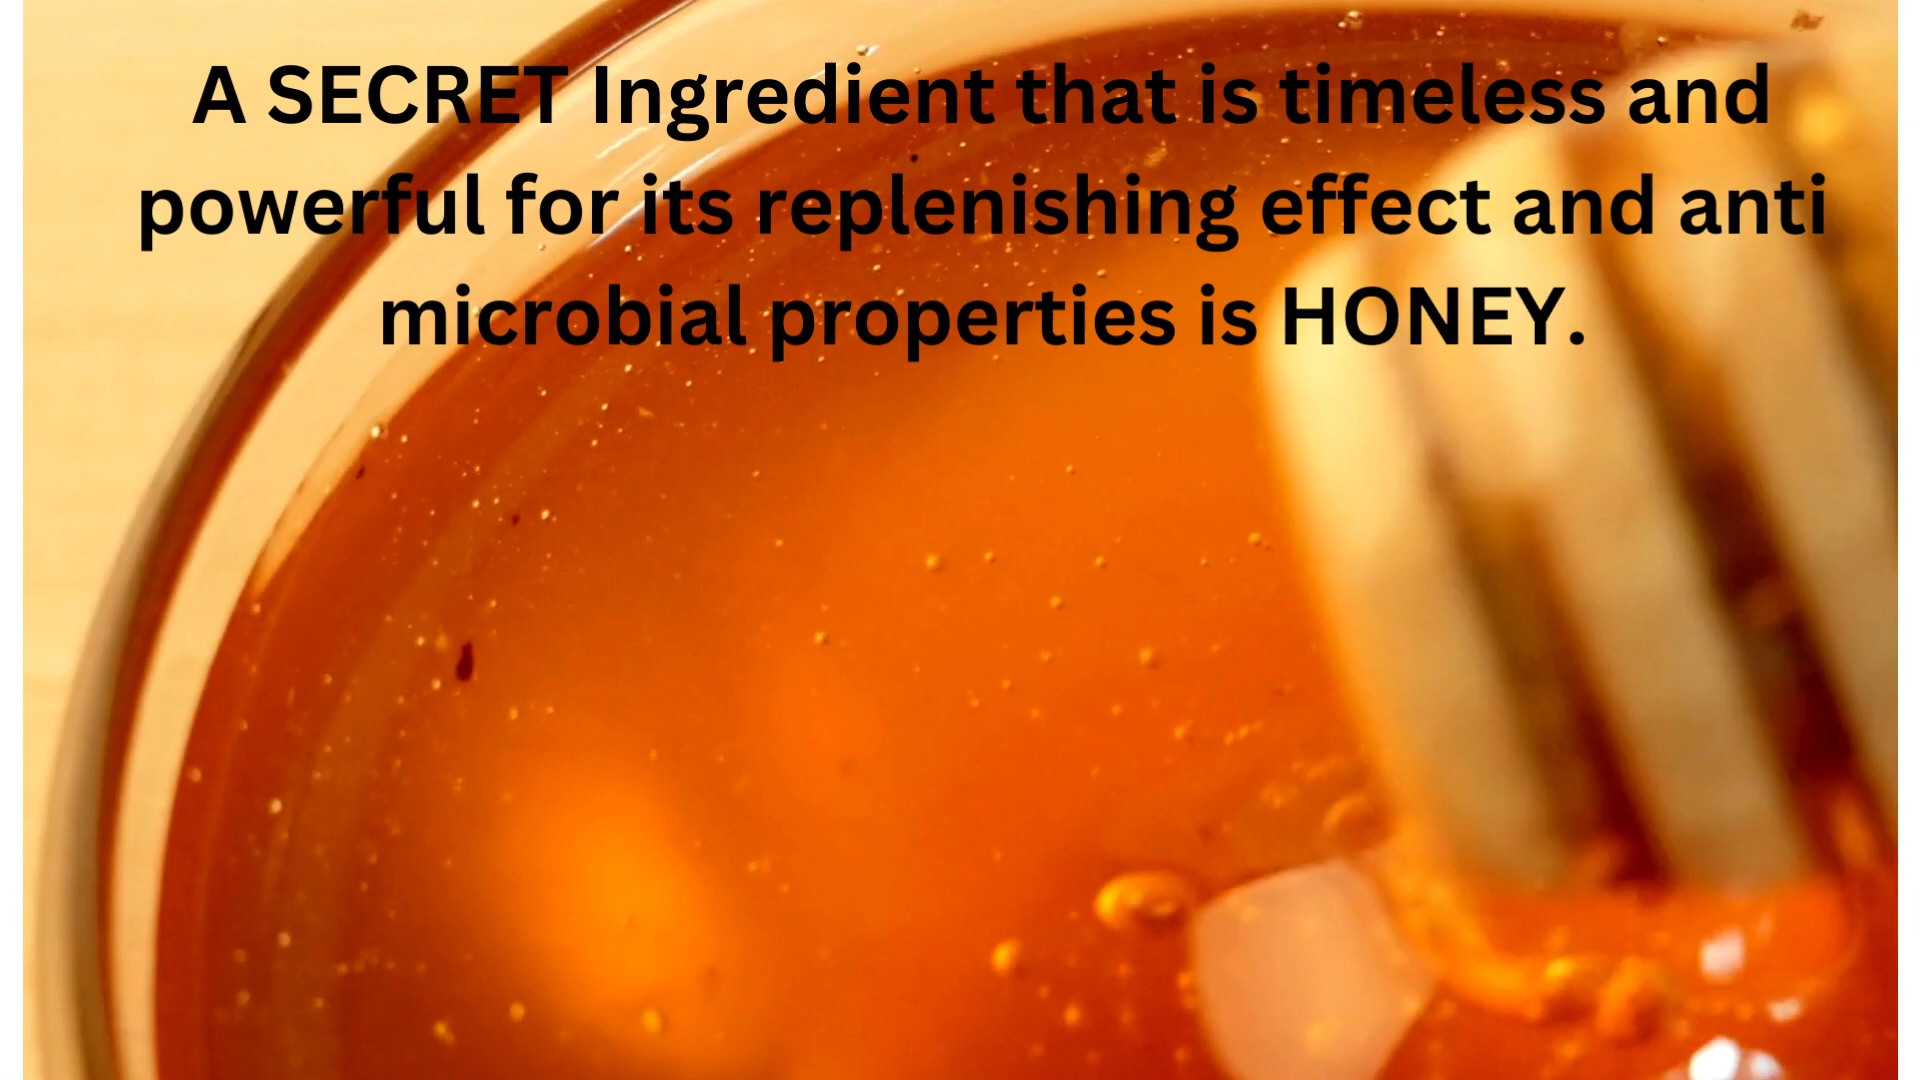 A SECRET Ingredient that is timeless and
powerful for its replenishing effect and anti
microbial properties is HONEY.